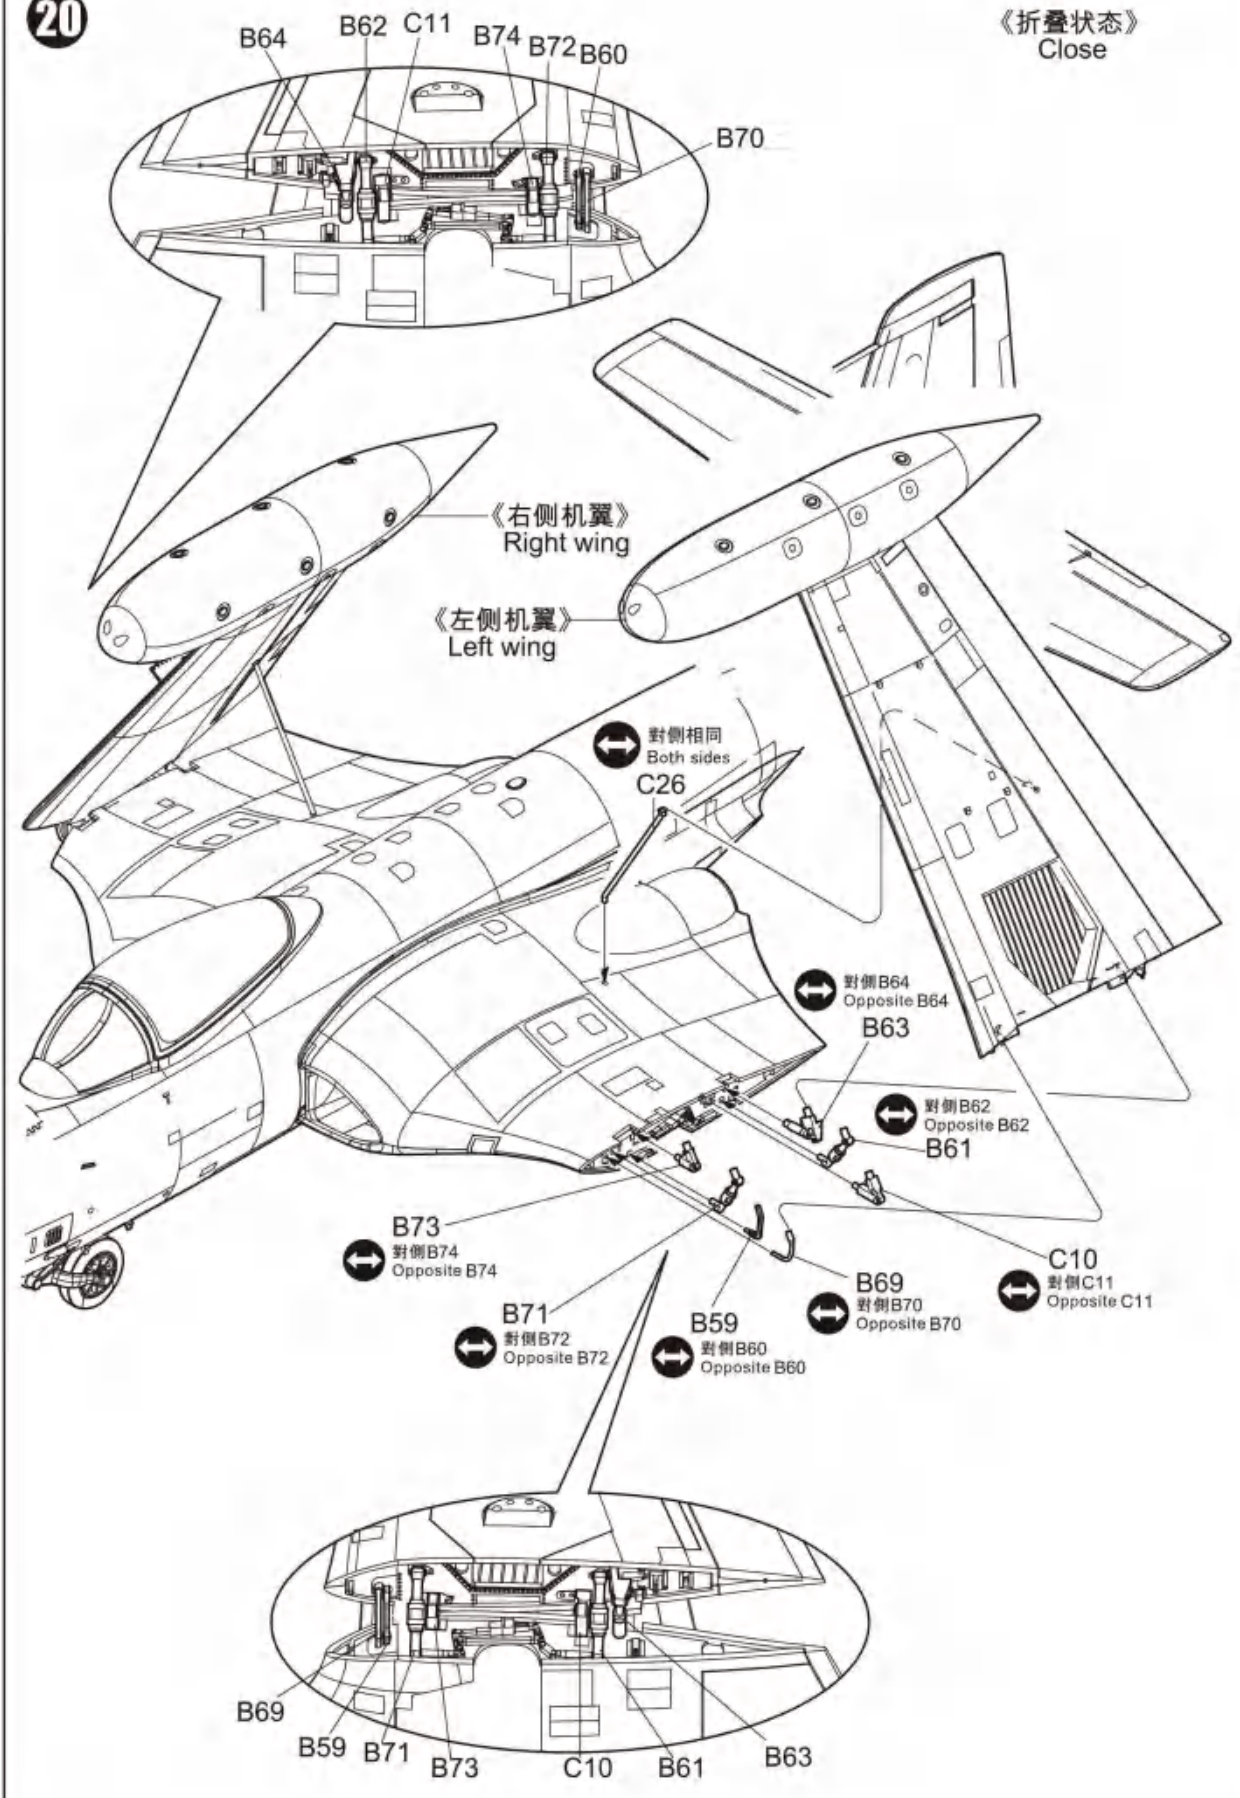 20
《折叠状态》
Close
B64
B62
C11
B74
B72
B60
B70
《右侧机翼》
Right wing
《左侧机翼》
Left wing
對側相同
Both sides
C26
對側B64
Opposite B64
B63
對側B62
Opposite B62
B61
B73
對側B74
Opposite B74
C10
對側C11
Opposite C11
B69
對側B70
Opposite B70
B71
對側B72
Opposite B72
B59
對側B60
Opposite B60
B69
B59
B71
B73
C10
B61
B63